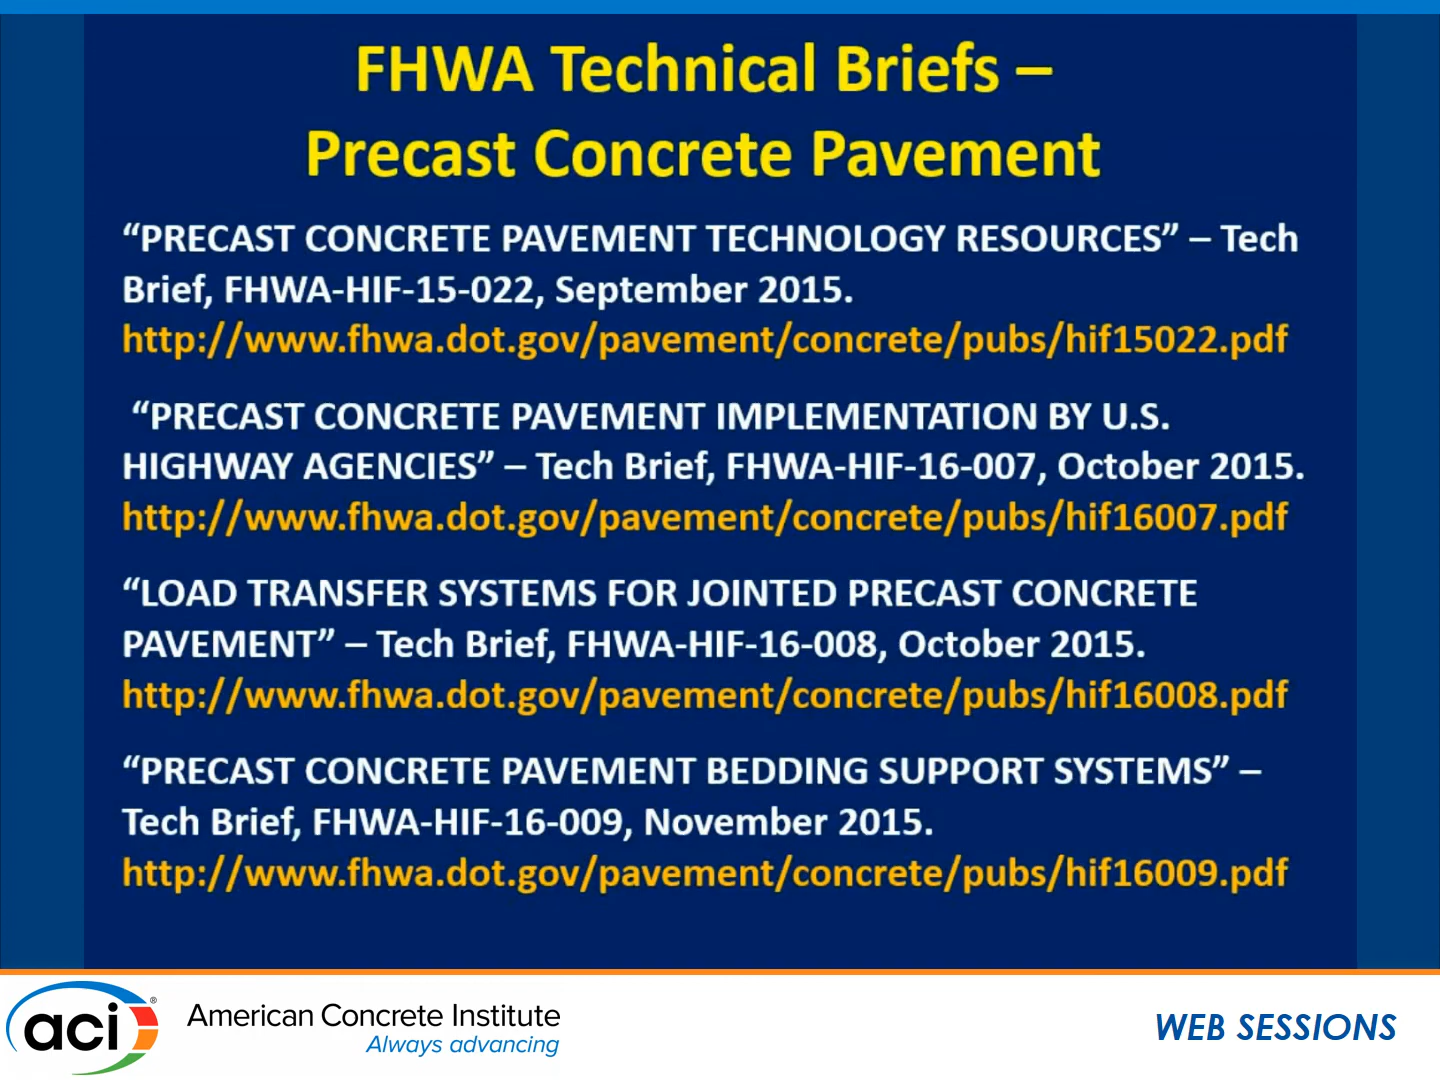 FHWA Technical Briefs –
Precast Concrete Pavement
“PRECAST CONCRETE PAVEMENT TECHNOLOGY RESOURCES” – Tech
Brief, FHWA-HIF-15-022, September 2015.
http://www.fhwa.dot.gov/pavement/concrete/pubs/hif15022.pdf
“PRECAST CONCRETE PAVEMENT IMPLEMENTATION BY U.S.
HIGHWAY AGENCIES” – Tech Brief, FHWA-HIF-16-007, October 2015.
http://www.fhwa.dot.gov/pavement/concrete/pubs/hif16007.pdf
“LOAD TRANSFER SYSTEMS FOR JOINTED PRECAST CONCRETE
PAVEMENT” – Tech Brief, FHWA-HIF-16-008, October 2015.
http://www.fhwa.dot.gov/pavement/concrete/pubs/hif16008.pdf
“PRECAST CONCRETE PAVEMENT BEDDING SUPPORT SYSTEMS” –
Tech Brief, FHWA-HIF-16-009, November 2015.
http://www.fhwa.dot.gov/pavement/concrete/pubs/hif16009.pdf
aci®
American Concrete Institute
Always advancing
WEB SESSIONS